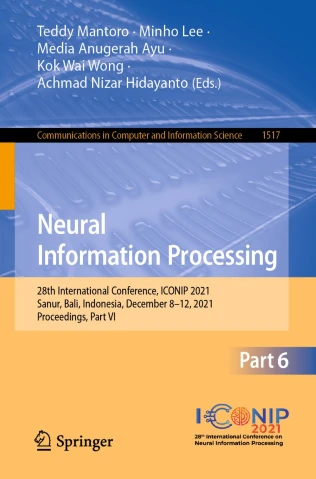 Teddy Mantoro · Minho Lee ·
Media Anugerah Ayu ·
Kok Wai Wong ·
Achmad Nizar Hidayanto (Eds.)
Communications in Computer and Information Science 1517
Neural
Information Processing
28th International Conference, ICONIP 2021
Sanur, Bali, Indonesia, December 8–12, 2021
Proceedings, Part VI
Part 6
ICONIP
2021
28th International Conference on
Neural Information Processing
Springer